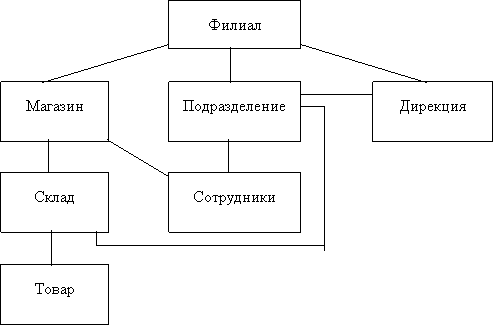 Филиал
Магазин
Подразделение
Дирекция
Склад
Сотрудники
Товар